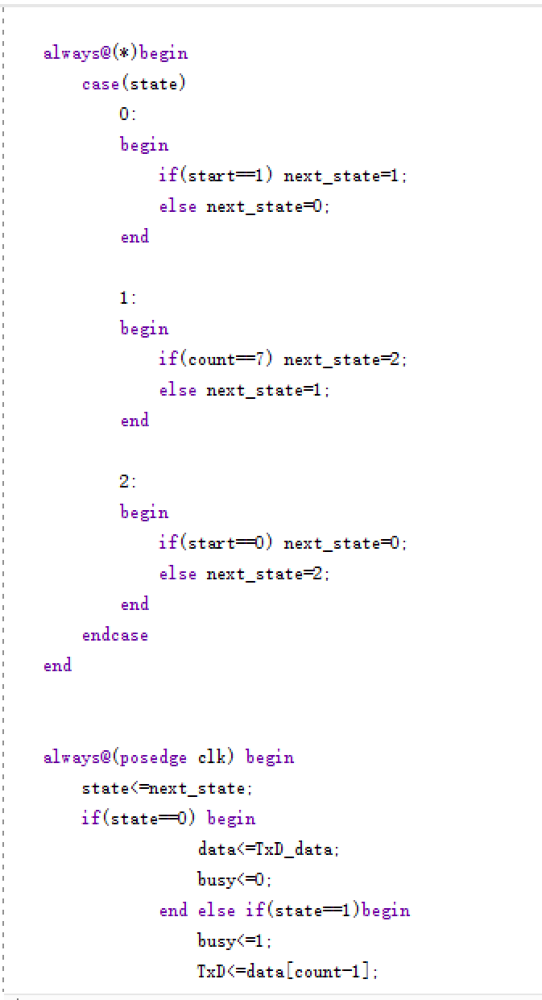 always@(*)begin
case(state)
0:
begin
if(start==1) next_state=1;
else next_state=0;
end
1:
begin
if(count==7) next_state=2;
else next_state=1;
end
2:
begin
if(start==0) next_state=0;
else next_state=2;
end
endcase
end
always@(posedge clk) begin
state<=next_state;
if(state==0) begin
data<=TxD_data;
busy<=0;
end else if(state==1)begin
busy<=1;
TxD<=data[count-1];